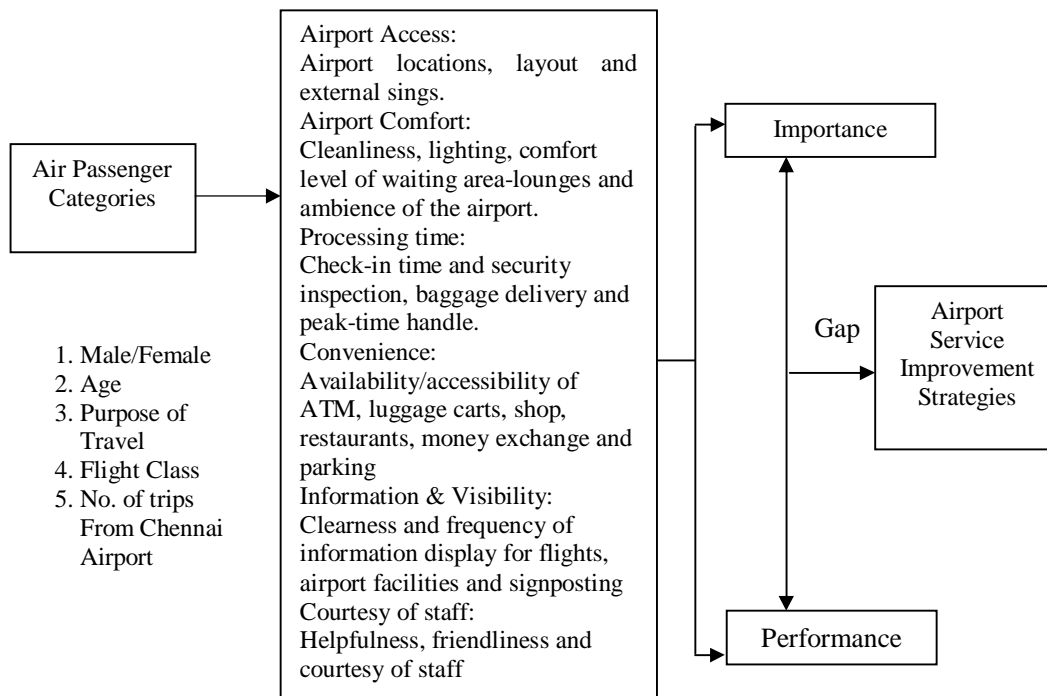 Air Passenger
Categories
1. Male/Female
2. Age
3. Purpose of
Travel
4. Flight Class
5. No. of trips
From Chennai
Airport
Airport Access:
Airport locations, layout and
external sings.
Airport Comfort:
Cleanliness, lighting, comfort
level of waiting area-lounges and
ambience of the airport.
Processing time:
Check-in time and security
inspection, baggage delivery and
peak-time handle.
Convenience:
Availability/accessibility of
ATM, luggage carts, shop,
restaurants, money exchange and
parking
Information & Visibility:
Clearness and frequency of
information display for flights,
airport facilities and signposting
Courtesy of staff:
Helpfulness, friendliness and
courtesy of staff
Importance
Gap
Performance
Airport
Service
Improvement
Strategies